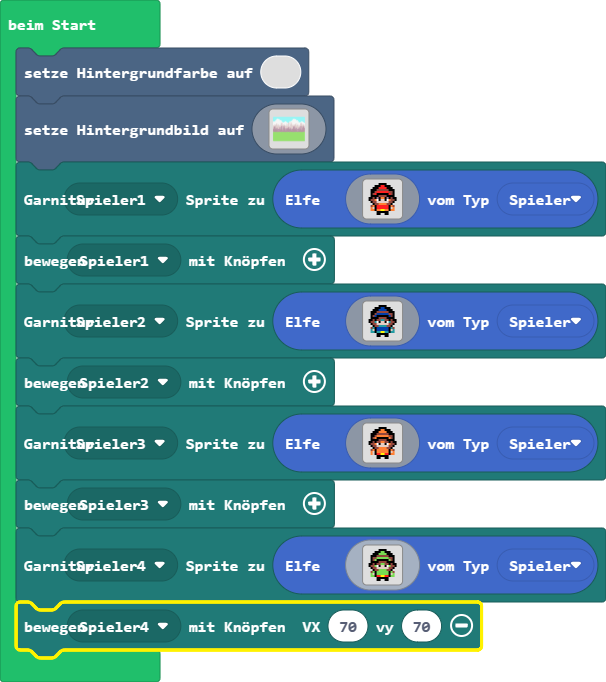 beim Start
setze Hintergrundfarbe auf
setze Hintergrundbild auf
Garnitur Spieler1 Sprite zu Elfe vom Typ Spieler
bewegen Spieler1 mit Knöpfen
Garnitur Spieler2 Sprite zu Elfe vom Typ Spieler
bewegen Spieler2 mit Knöpfen
Garnitur Spieler3 Sprite zu Elfe vom Typ Spieler
bewegen Spieler3 mit Knöpfen
Garnitur Spieler4 Sprite zu Elfe vom Typ Spieler
bewegen Spieler4 mit Knöpfen VX 70 vy 70